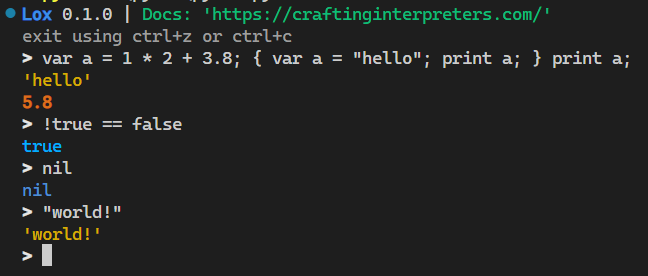 Lox 0.1.0 | Docs: 'https://craftinginterpreters.com/'
exit using ctrl+z or ctrl+c
> var a = 1 * 2 + 3.8; { var a = "hello"; print a; } print a;
'hello'
5.8
> !true == false
true
> nil
nil
> "world!"
'world!'
>